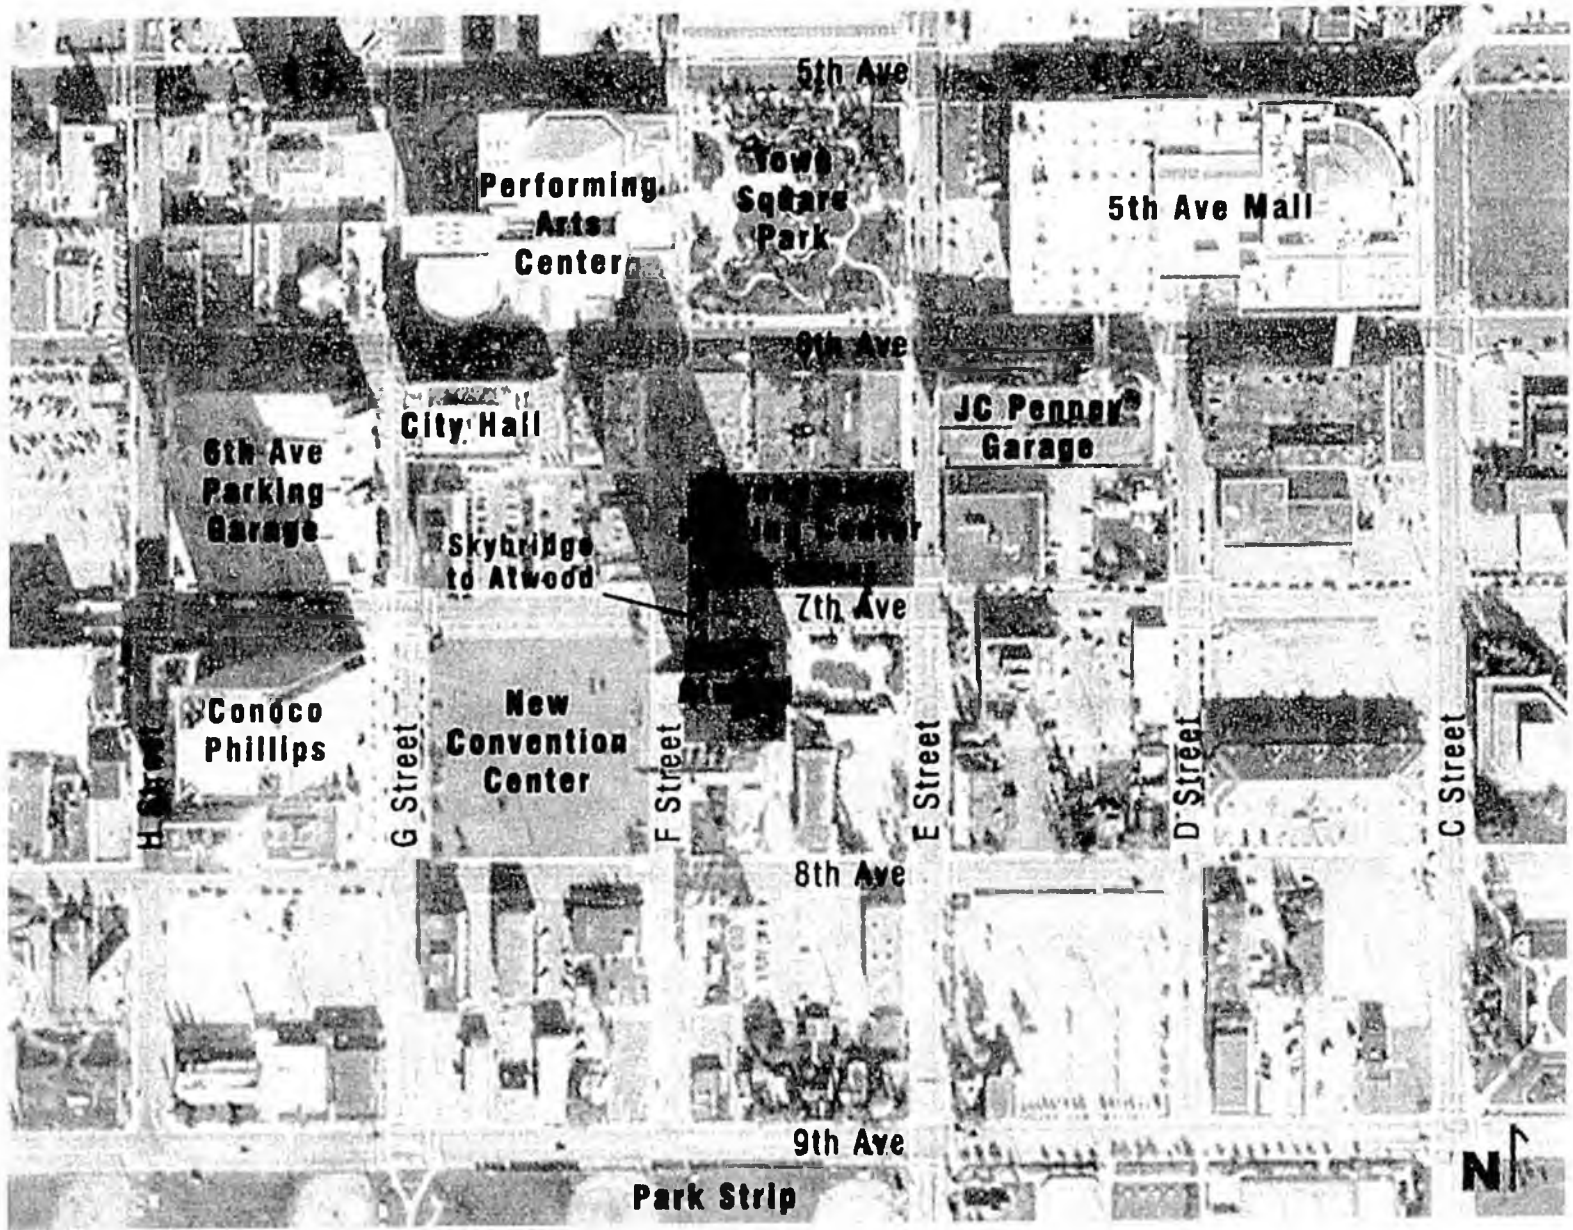 5th Ave
Town
Square
Park
Performing
Arts
Center
5th Ave Mall
6th Ave
City Hall
JC Penney
Garage
6th Ave
Parking
Garage
Center
Skybridge
to Atwood
7th Ave
Conoco
Phillips
New
Convention
Center
H Street
G Street
F Street
E Street
D Street
C Street
8th Ave
9th Ave
Park Strip
N